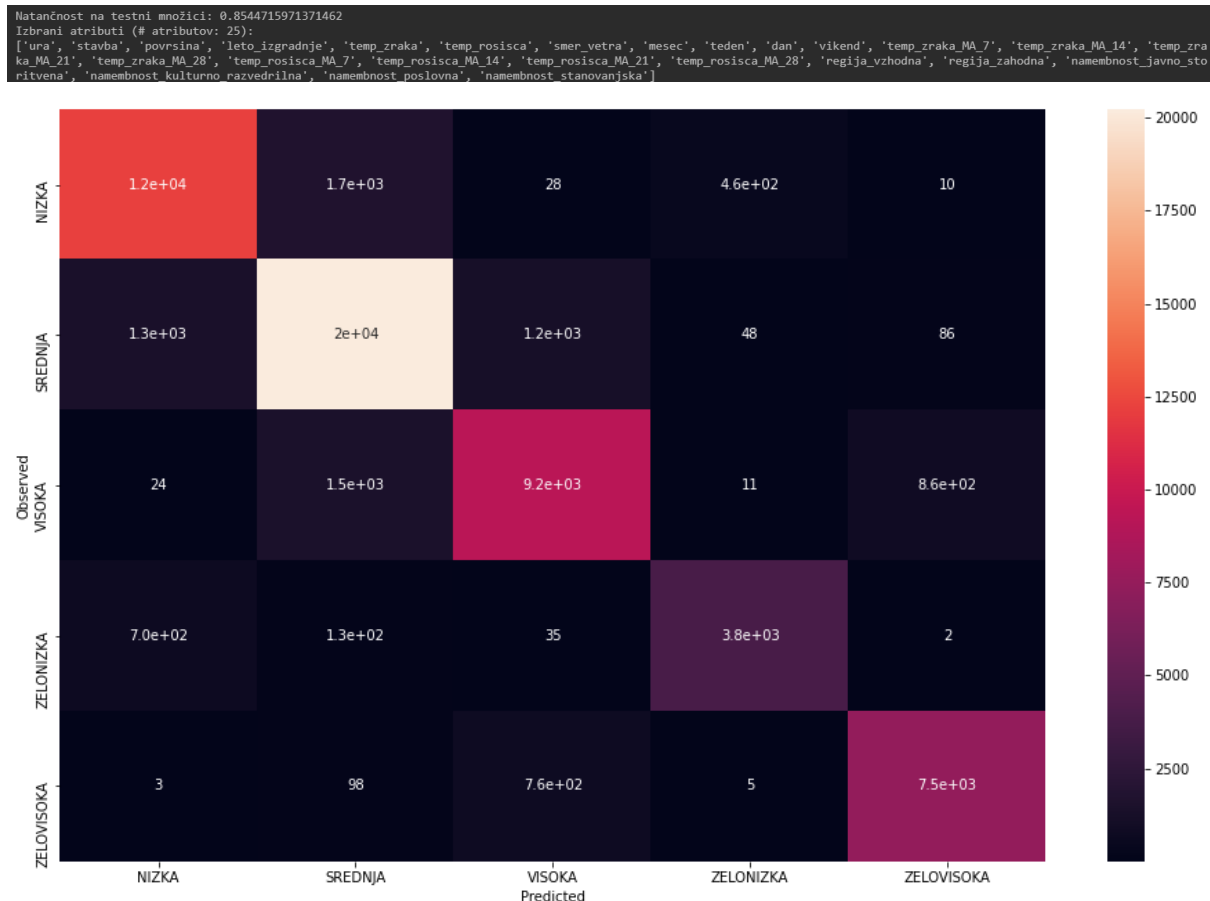 Natančnost na testni množici: 0.8544715971371462
Izbrani atributi (# atributov: 25):
['ura', 'stavba', 'povrsina', 'leto_izgradnje', 'temp_zraka', 'temp_rosisca', 'smer_vetra', 'mesec', 'teden', 'dan', 'vikend', 'temp_zraka_MA_7', 'temp_zraka_MA_14', 'temp_zra
ka_MA_21', 'temp_zraka_MA_28', 'temp_rosisca_MA_7', 'temp_rosisca_MA_14', 'temp_rosisca_MA_21', 'temp_rosisca_MA_28', 'regija_vzhodna', 'regija_zahodna', 'namembnost_javno_sto
ritvena', 'namembnost_kulturno_razvedrilna', 'namembnost_poslovna', 'namembnost_stanovanjska']
NIZKA
1.2e+04 1.7e+03 28 4.6e+02 10
SREDNJA
1.3e+03 2e+04 1.2e+03 48 86
Observed
VISOKA
24 1.5e+03 9.2e+03 11 8.6e+02
ZELONIZKA
7.0e+02 1.3e+02 35 3.8e+03 2
ZELOVISOKA
3 98 7.6e+02 5 7.5e+03
NIZKA SREDNJA VISOKA ZELONIZKA ZELOVISOKA
Predicted
20000
17500
15000
12500
10000
7500
5000
2500